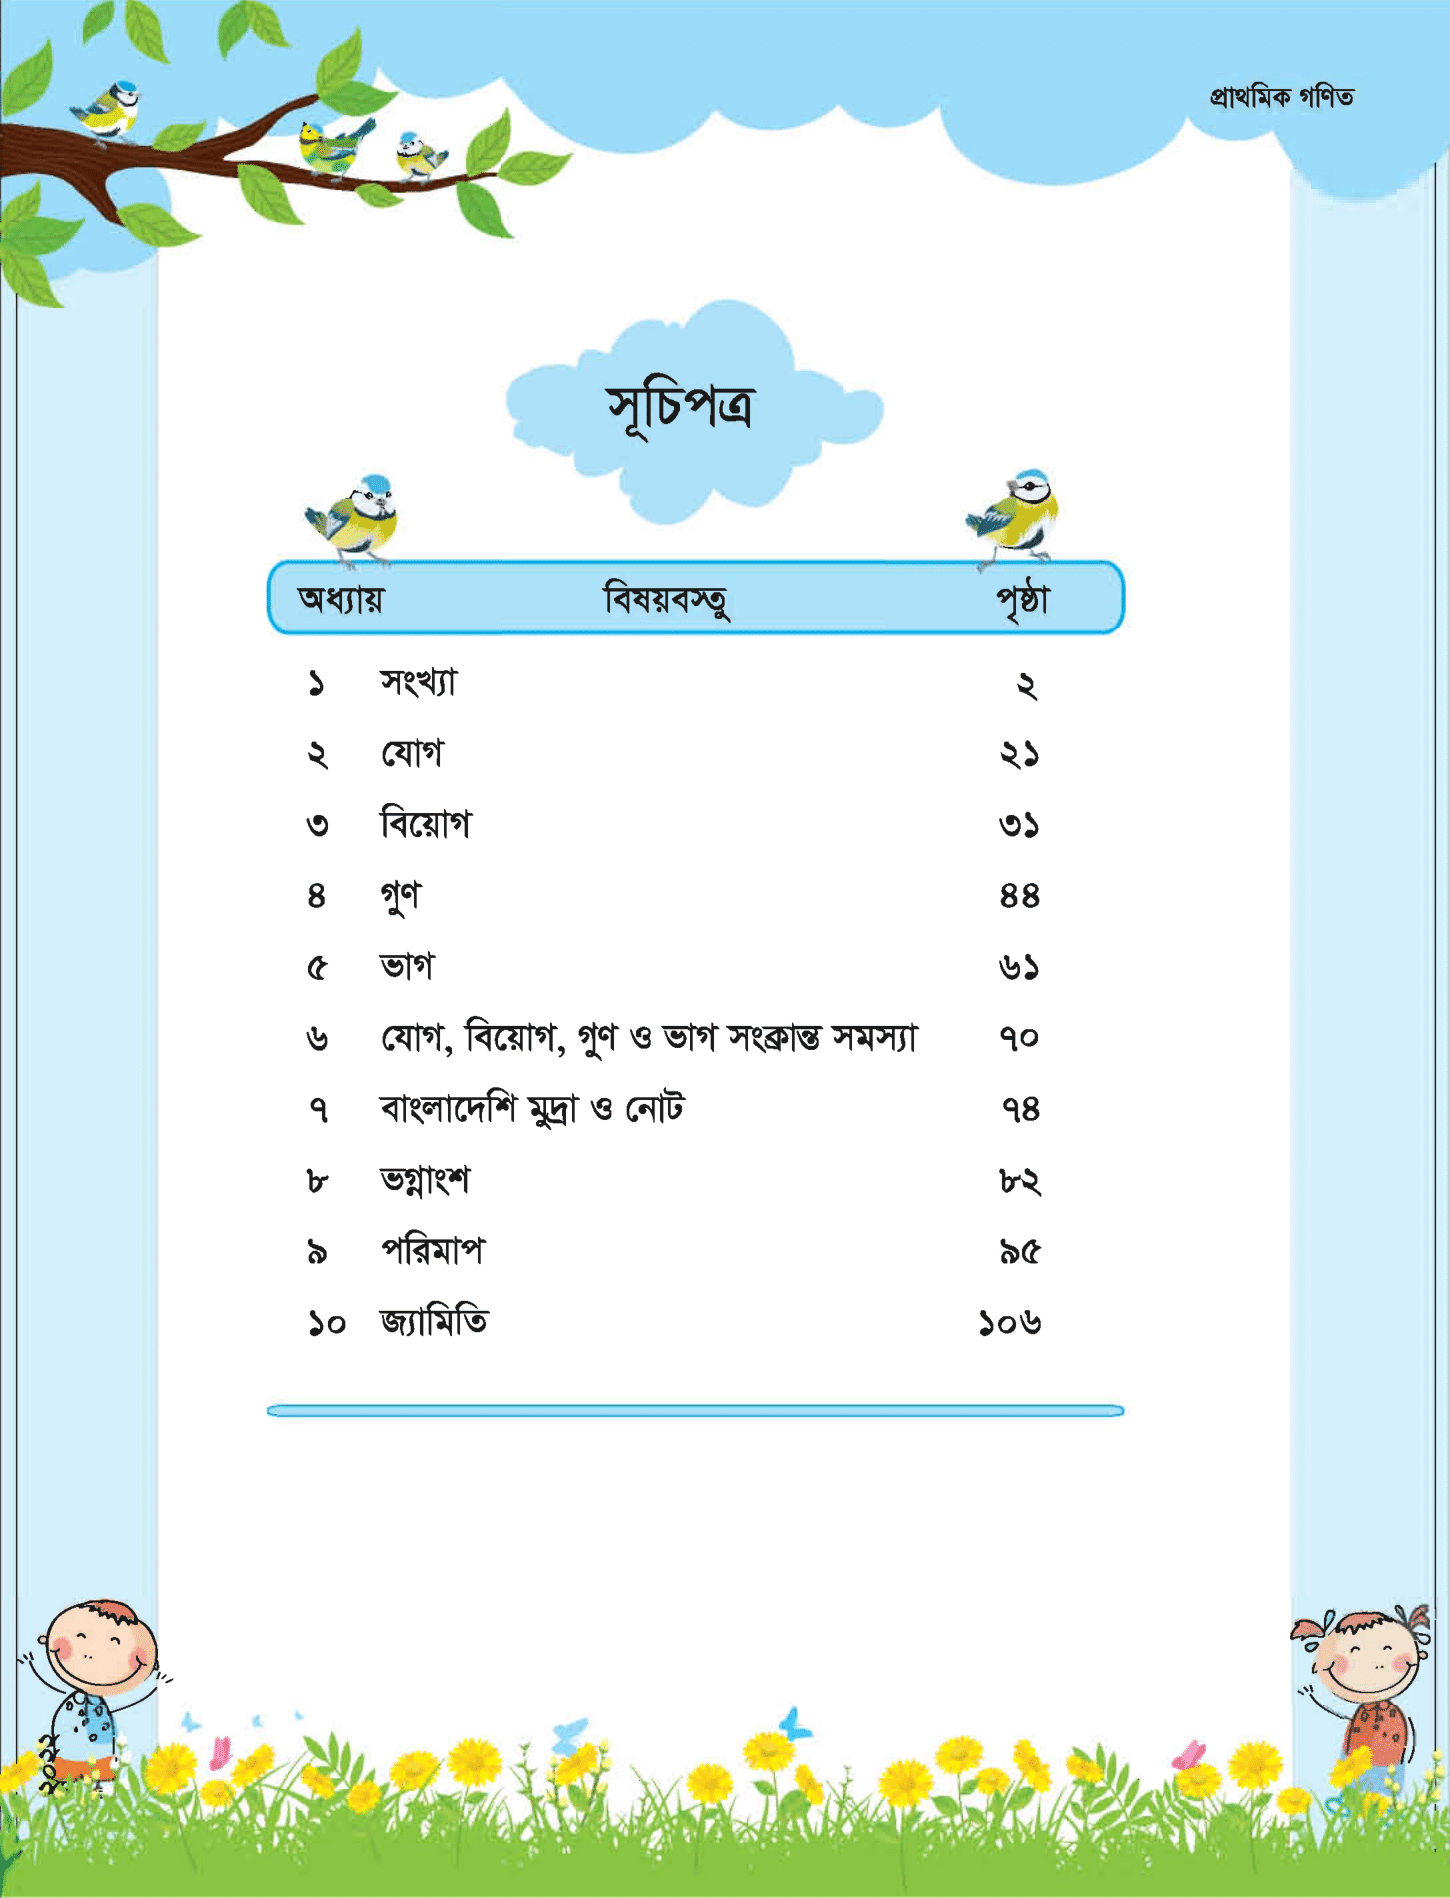 প্রাথমিক গণিত
সূচিপত্র
অধ্যায় বিষয়বস্তু পৃষ্ঠা
১ সংখ্যা ২
২ যোগ ২১
৩ বিয়োগ ৩১
৪ গুণ ৪৪
৫ ভাগ ৬১
৬ যোগ, বিয়োগ, গুণ ও ভাগ সংক্রান্ত সমস্যা ৭০
৭ বাংলাদেশি মুদ্রা ও নোট ৭৪
৮ ভগ্নাংশ ৮২
৯ পরিমাপ ৯৫
১০ জ্যামিতি ১০৬
২০২২